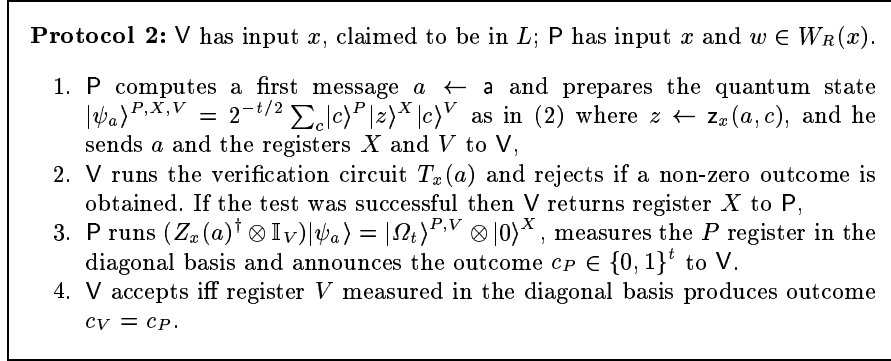 Protocol 2: V has input x, claimed to be in L; P has input x and w ∈ W_R(x).
1. P computes a first message a ← a and prepares the quantum state
|ψ_a⟩^{P,X,V} = 2^{−t/2} ∑_c|c⟩^P|z⟩^X|c⟩^V as in (2) where z ← z_x(a, c), and he
sends a and the registers X and V to V,
2. V runs the verification circuit T_x(a) and rejects if a non-zero outcome is
obtained. If the test was successful then V returns register X to P,
3. P runs (Z_x(a)^† ⊗ 𝕀_V)|ψ_a⟩ = |Ω_t⟩^{P,V} ⊗ |0⟩^X, measures the P register in the
diagonal basis and announces the outcome c_P ∈ {0, 1}^t to V.
4. V accepts iff register V measured in the diagonal basis produces outcome
c_V = c_P.